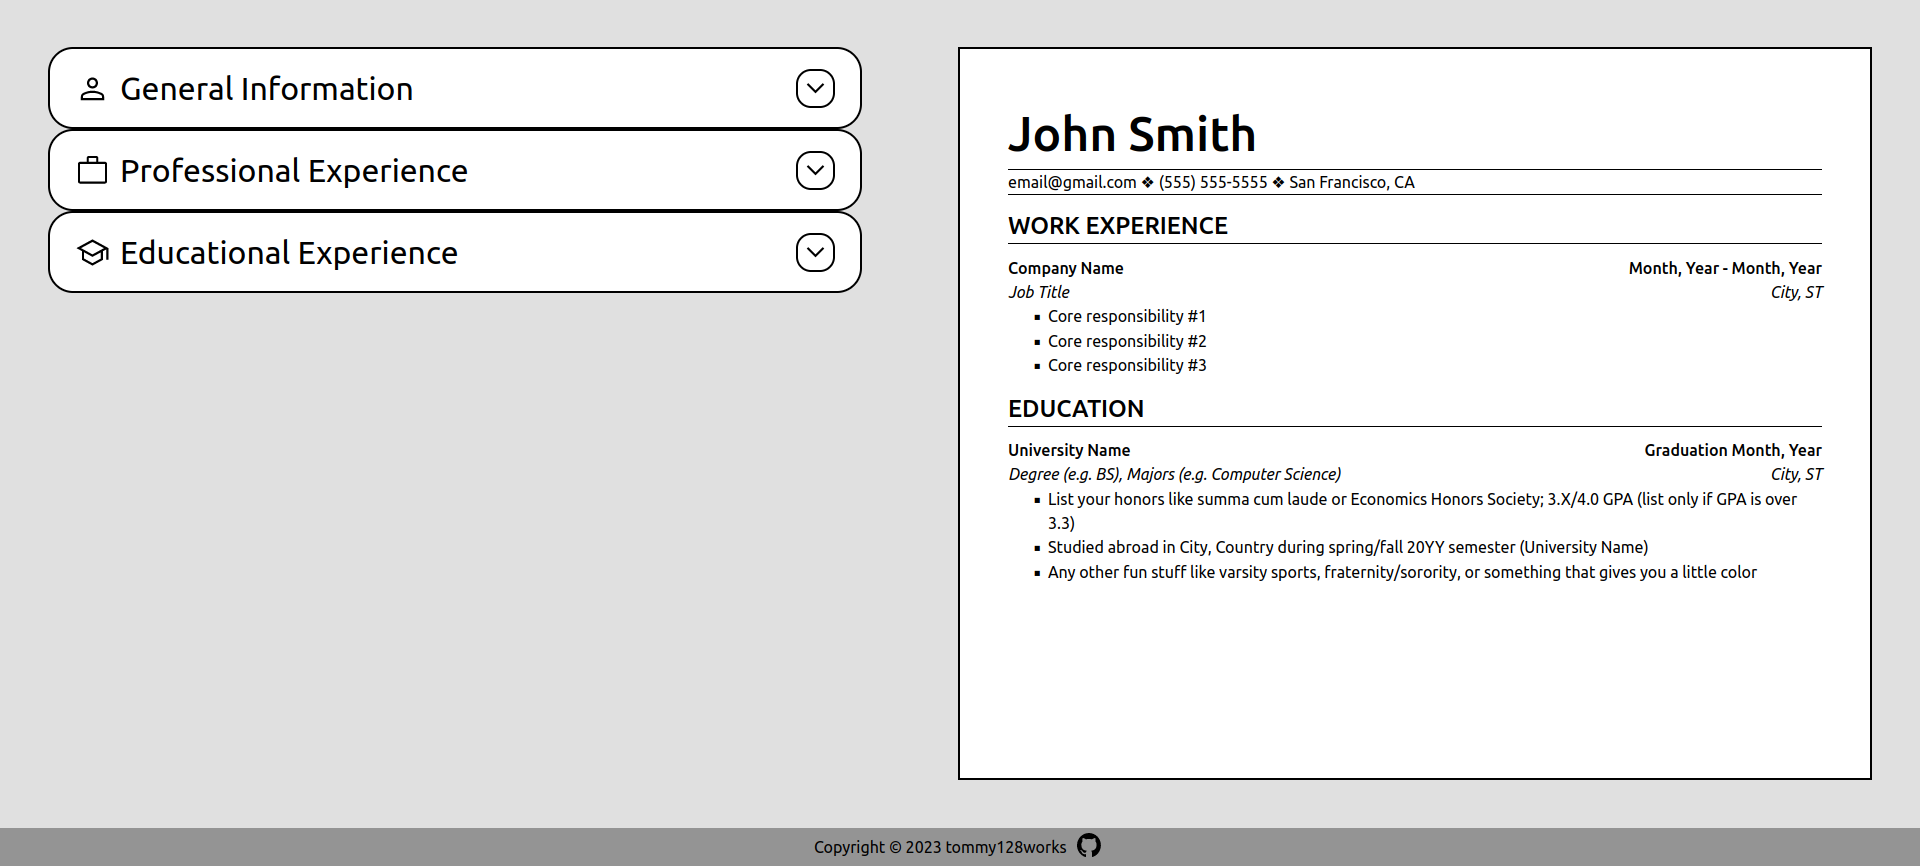 General Information
Professional Experience
Educational Experience
John Smith
email@gmail.com ❖ (555) 555-5555 ❖ San Francisco, CA
WORK EXPERIENCE
Company Name Month, Year - Month, Year
Job Title City, ST
▪ Core responsibility #1
▪ Core responsibility #2
▪ Core responsibility #3
EDUCATION
University Name Graduation Month, Year
Degree (e.g. BS), Majors (e.g. Computer Science) City, ST
▪ List your honors like summa cum laude or Economics Honors Society; 3.X/4.0 GPA (list only if GPA is over
3.3)
▪ Studied abroad in City, Country during spring/fall 20YY semester (University Name)
▪ Any other fun stuff like varsity sports, fraternity/sorority, or something that gives you a little color
Copyright © 2023 tommy128works